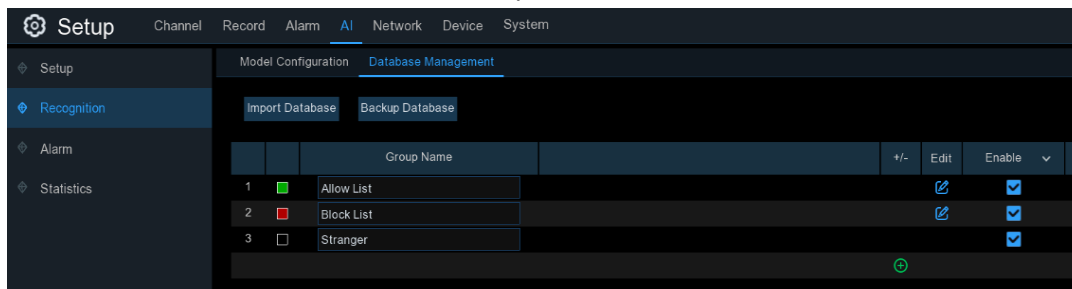 Setup Channel Record Alarm AI Network Device System
Setup
Model Configuration Database Management
Recognition
Import Database Backup Database
Alarm
Group Name +/- Edit Enable
Statistics
1 Allow List
2 Block List
3 Stranger